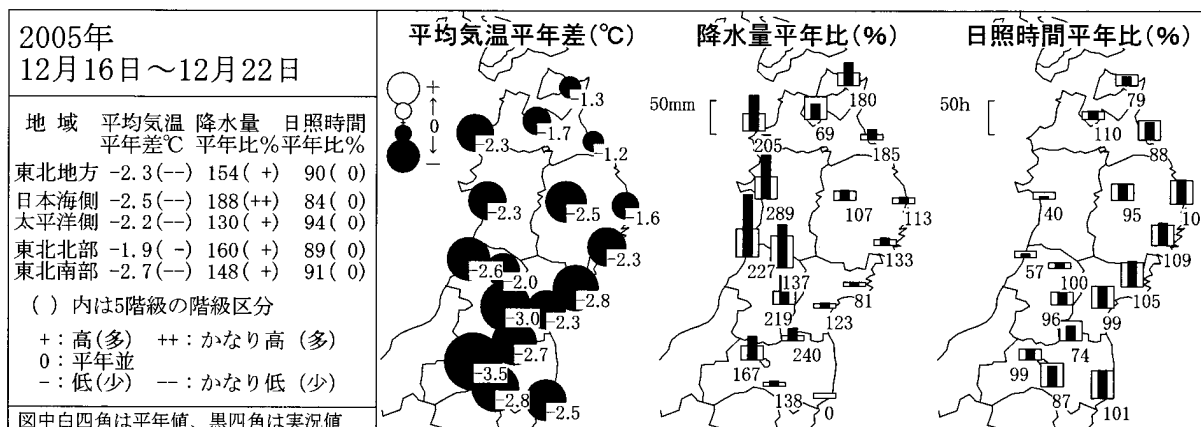 2005年
12月16日～12月22日
地 域 平均気温 降水量 日照時間
平年差℃ 平年比% 平年比%
東北地方 -2.3(--) 154( +) 90( 0)
日本海側 -2.5(--) 188(++) 84( 0)
太平洋側 -2.2(--) 130( +) 94( 0)
東北北部 -1.9( -) 160( +) 89( 0)
東北南部 -2.7(--) 148( +) 91( 0)
( ) 内は5階級の階級区分
+：高(多) ++：かなり高 (多)
0：平年並
-：低(少) --：かなり低 (少)
図中白四角は平年値、黒四角は実況値
平均気温平年差(℃)
+
↑
0
↓
-
-1.3
-1.7
-2.3
-1.2
-2.3
-2.5
-1.6
-2.3
-2.6
-2.0
-2.8
-3.0
-2.3
-2.7
-3.5
-2.8
-2.5
降水量平年比(%)
50mm
180
69
205
185
289
107
113
133
227
137
81
219
123
240
167
138
0
日照時間平年比(%)
50h
79
110
88
40
95
10
109
57
100
105
96
99
74
99
87
101